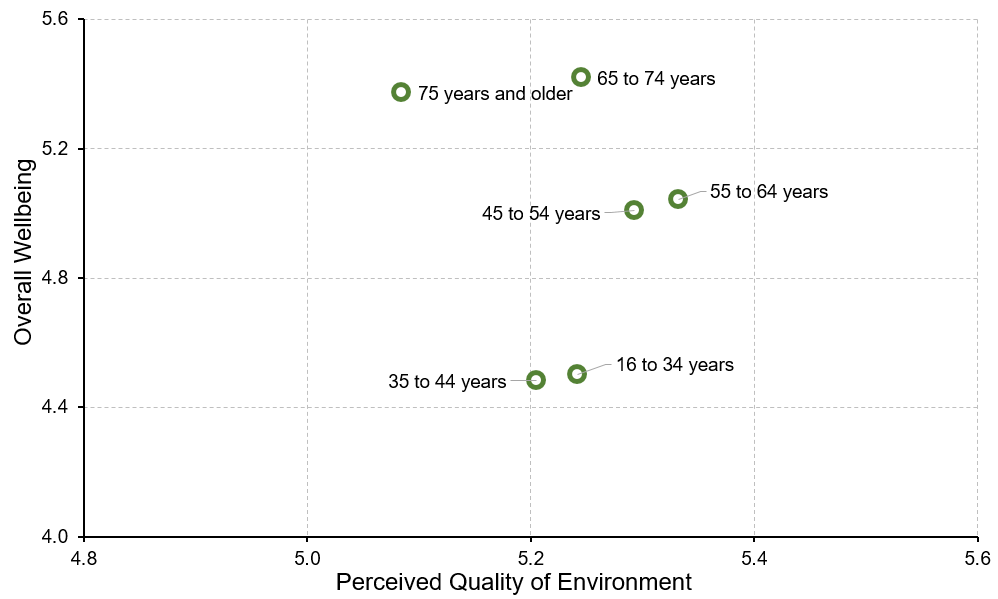 5.6
65 to 74 years
75 years and older
5.2
55 to 64 years
45 to 54 years
Overall Wellbeing
4.8
16 to 34 years
35 to 44 years
4.4
4.0
4.8 5.0 5.2 5.4 5.6
Perceived Quality of Environment